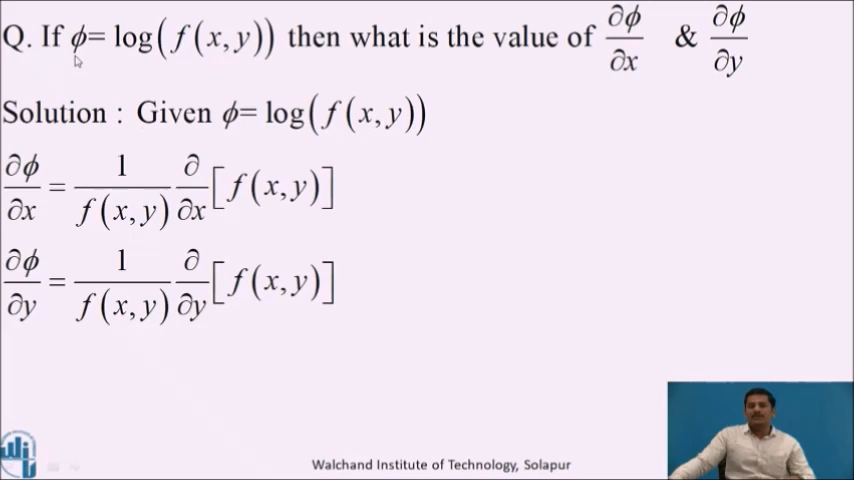 Q. If ϕ= log(f(x, y)) then what is the value of ∂ϕ/∂x & ∂ϕ/∂y
Solution : Given ϕ= log(f(x, y))
∂ϕ/∂x = 1/f(x, y) ∂/∂x [f(x, y)]
∂ϕ/∂y = 1/f(x, y) ∂/∂y [f(x, y)]
Walchand Institute of Technology, Solapur